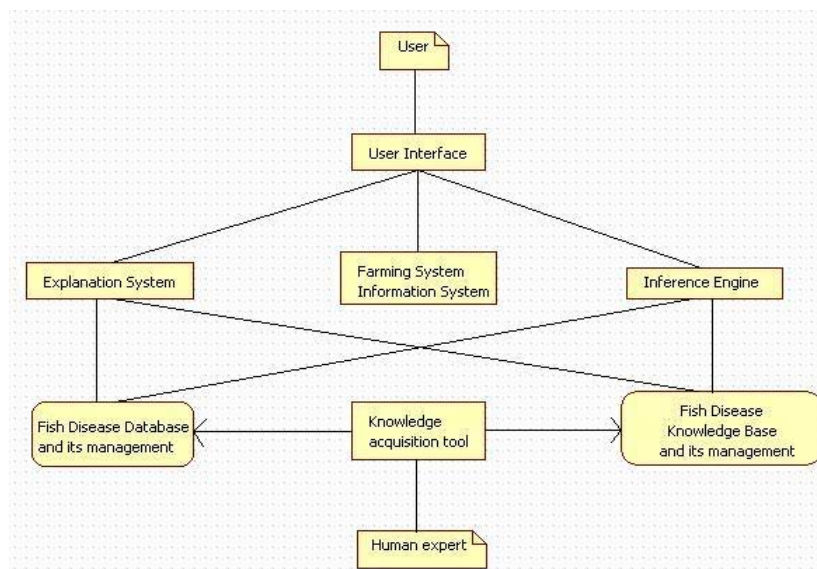 User
User Interface
Explanation System
Farming System
Information System
Inference Engine
Fish Disease Database
and its management
Knowledge
acquisition tool
Fish Disease
Knowledge Base
and its management
Human expert